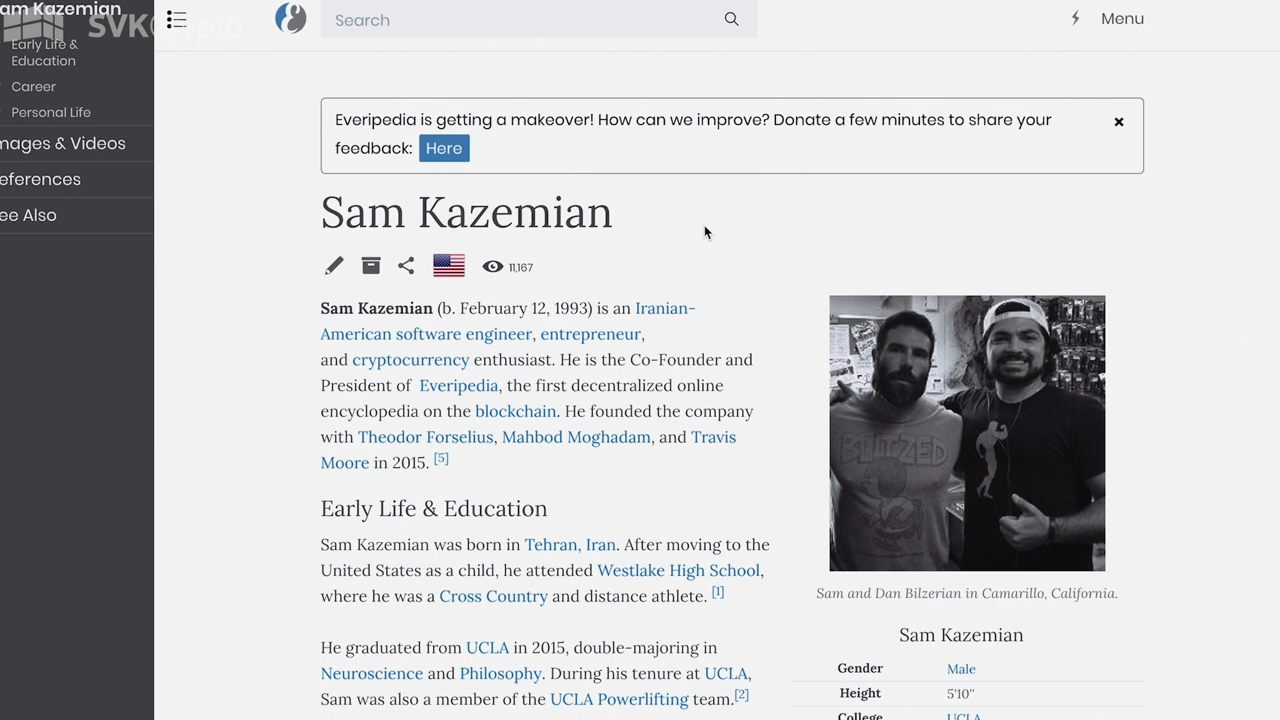 am Kazemian
SVKCrypto
Early Life &
Education
Career
Personal Life
mages & Videos
eferences
ee Also
Search
Menu
Everipedia is getting a makeover! How can we improve? Donate a few minutes to share your
feedback: Here
Sam Kazemian
11,167
Sam Kazemian (b. February 12, 1993) is an Iranian-
American software engineer, entrepreneur,
and cryptocurrency enthusiast. He is the Co-Founder and
President of Everipedia, the first decentralized online
encyclopedia on the blockchain. He founded the company
with Theodor Forselius, Mahbod Moghadam, and Travis
Moore in 2015. [5]
Early Life & Education
Sam Kazemian was born in Tehran, Iran. After moving to the
United States as a child, he attended Westlake High School,
where he was a Cross Country and distance athlete. [1]
He graduated from UCLA in 2015, double-majoring in
Neuroscience and Philosophy. During his tenure at UCLA,
Sam was also a member of the UCLA Powerlifting team.[2]
BLITZED
Sam and Dan Bilzerian in Camarillo, California.
Sam Kazemian
Gender Male
Height 5'10"
College UCLA